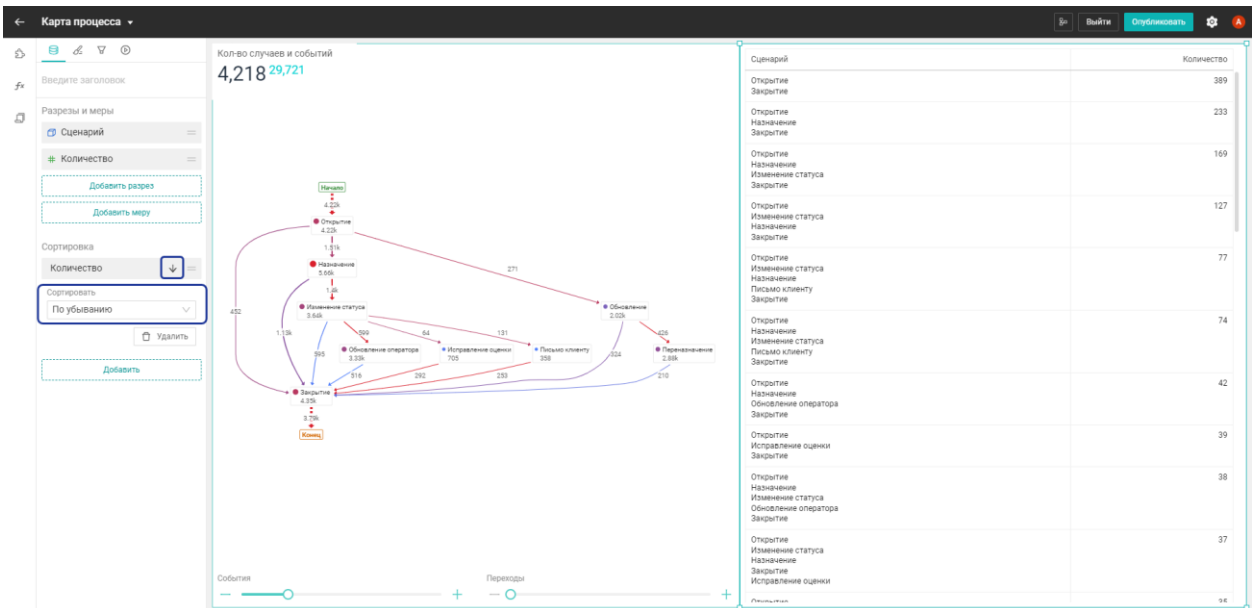 Карта процесса
Выйти
Опубликовать
A
Введите заголовок
Разрезы и меры
Сценарий
# Количество
Добавить разрез
Добавить меру
Сортировка
Количество
Сортировать
По убыванию
Удалить
Добавить
fx
Кол-во случаев и событий
4,218 29,721
Начало
4.22k
Открытие
4.22k
1.51k
Назначение
5.66k
271
1.4k
Изменение статуса
3.64k
Обновление
2.02k
452
1.13k
599
64
131
426
595
Обновление оператора
3.33k
Исправление оценки
705
Письмо клиенту
358
324
Переназначение
2.88k
516
292
253
210
Закрытие
4.35k
3.79k
Конец
События
Переходы
Сценарий Количество
Открытие 389
Закрытие
Открытие 233
Назначение
Закрытие
Открытие 169
Назначение
Изменение статуса
Закрытие
Открытие 127
Изменение статуса
Назначение
Закрытие
Открытие 77
Изменение статуса
Назначение
Письмо клиенту
Закрытие
Открытие 74
Назначение
Изменение статуса
Письмо клиенту
Закрытие
Открытие 42
Назначение
Обновление оператора
Закрытие
Открытие 39
Исправление оценки
Закрытие
Открытие 38
Назначение
Изменение статуса
Обновление оператора
Закрытие
Открытие 37
Изменение статуса
Назначение
Закрытие
Исправление оценки
Открытие 35